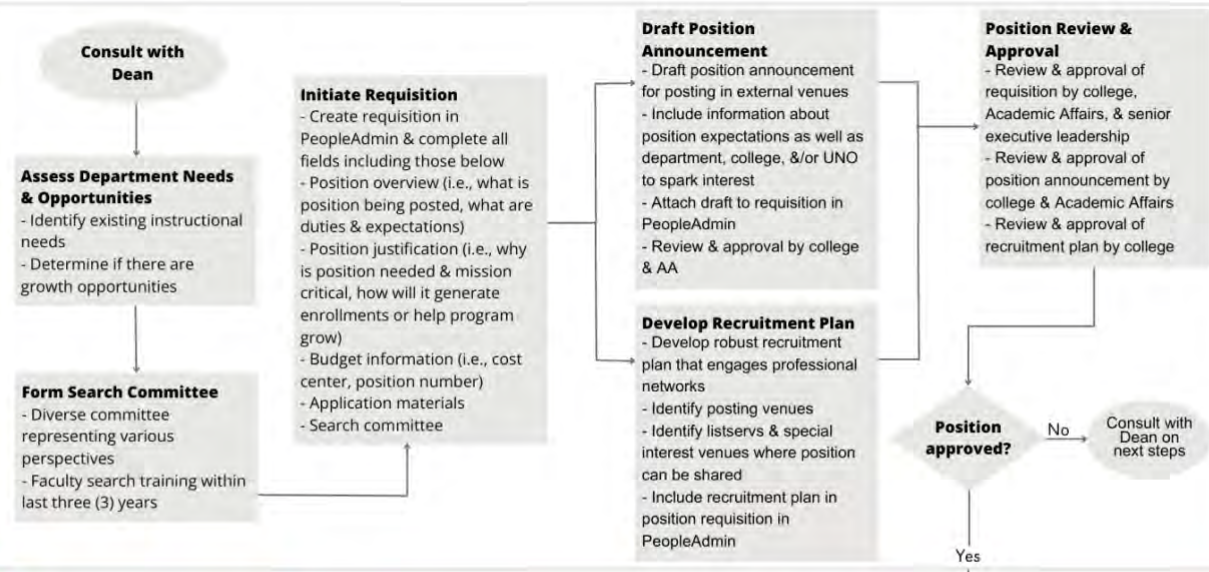 Consult with
Dean
Assess Department Needs
& Opportunities
- Identify existing instructional
needs
- Determine if there are
growth opportunities
Form Search Committee
- Diverse committee
representing various
perspectives
- Faculty search training within
last three (3) years
Initiate Requisition
- Create requisition in
PeopleAdmin & complete all
fields including those below
- Position overview (i.e., what is
position being posted, what are
duties & expectations)
- Position justification (i.e., why
is position needed & mission
critical, how will it generate
enrollments or help program
grow)
- Budget information (i.e., cost
center, position number)
- Application materials
- Search committee
Draft Position
Announcement
- Draft position announcement
for posting in external venues
- Include information about
position expectations as well as
department, college, &/or UNO
to spark interest
- Attach draft to requisition in
PeopleAdmin
- Review & approval by college
& AA
Develop Recruitment Plan
- Develop robust recruitment
plan that engages professional
networks
- Identify posting venues
- Identify listservs & special
interest venues where position
can be shared
- Include recruitment plan in
position requisition in
PeopleAdmin
Position Review &
Approval
- Review & approval of
requisition by college,
Academic Affairs, & senior
executive leadership
- Review & approval of
position announcement by
college & Academic Affairs
- Review & approval of
recruitment plan by college
Position
approved?
No
Consult with
Dean on
next steps
Yes